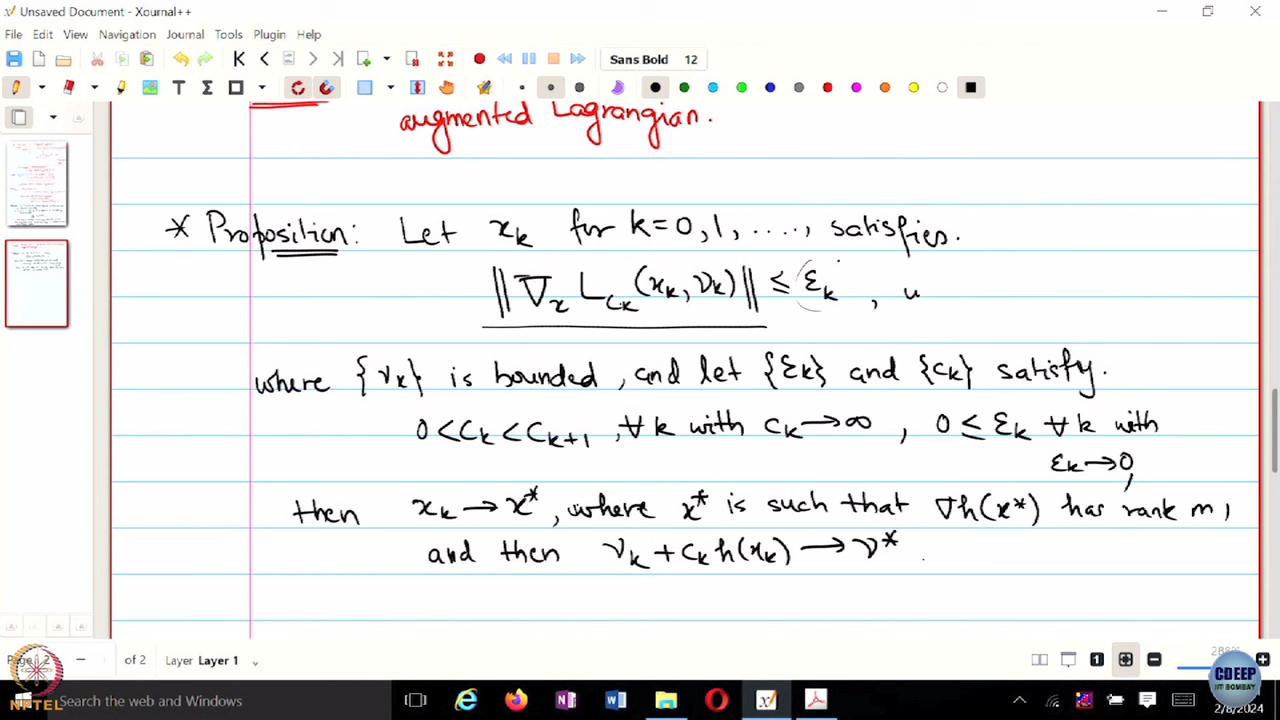 Unsaved Document - Xournal++
File Edit View Navigation Journal Tools Plugin Help
Sans Bold 12
augmented Lagrangian.
* Proposition: Let x_k for k=0,1,....., satisfies.
‖∇_x L_{c_k}(x_k, ν_k)‖ ≤ ε_k , u
where {ν_k} is bounded, and let {ε_k} and {c_k} satisfy.
0 < c_k < c_{k+1}, ∀ k with c_k → ∞ , 0 ≤ ε_k ∀ k with
ε_k → 0,
then x_k → x*, where x* is such that ∇h(x*) has rank m,
and then ν_k + c_k h(x_k) → ν* .
of 2 Layer Layer 1
288%
NPTEL
Search the web and Windows
CDEEP
IIT BOMBAY
2/8/2024